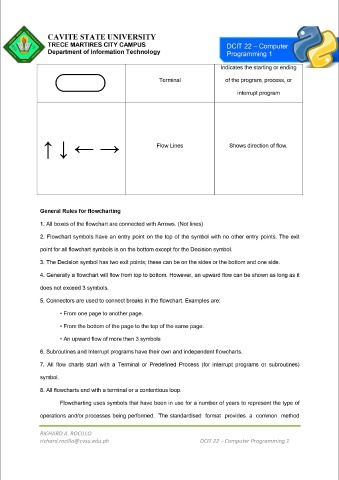 CAVITE STATE UNIVERSITY
TRECE MARTIRES CITY CAMPUS
Department of Information Technology
DCIT 22 – Computer
Programming 1
Terminal
Indicates the starting or ending
of the program, process, or
interrupt program
Flow Lines
Shows direction of flow.
General Rules for flowcharting
1. All boxes of the flowchart are connected with Arrows. (Not lines)
2. Flowchart symbols have an entry point on the top of the symbol with no other entry points. The exit
point for all flowchart symbols is on the bottom except for the Decision symbol.
3. The Decision symbol has two exit points; these can be on the sides or the bottom and one side.
4. Generally a flowchart will flow from top to bottom. However, an upward flow can be shown as long as it
does not exceed 3 symbols.
5. Connectors are used to connect breaks in the flowchart. Examples are:
• From one page to another page.
• From the bottom of the page to the top of the same page.
• An upward flow of more then 3 symbols
6. Subroutines and Interrupt programs have their own and independent flowcharts.
7. All flow charts start with a Terminal or Predefined Process (for interrupt programs or subroutines)
symbol.
8. All flowcharts end with a terminal or a contentious loop.
Flowcharting uses symbols that have been in use for a number of years to represent the type of
operations and/or processes being performed. The standardised format provides a common method
RICHARD A. ROCILLO
richard.rocillo@cvsu.edu.ph
DCIT 22 – Computer Programming 1